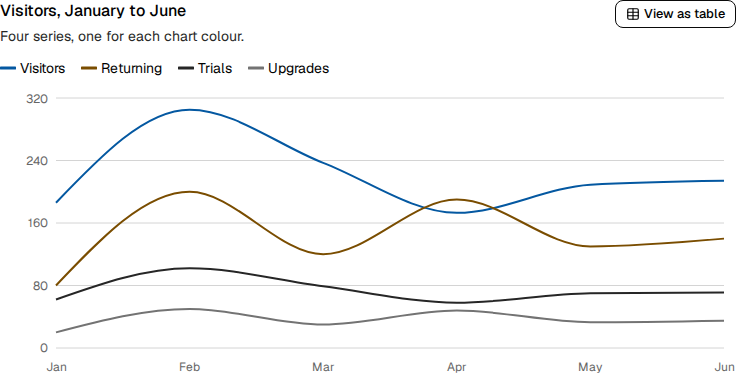 Visitors, January to June
View as table
Four series, one for each chart colour.
Visitors Returning Trials Upgrades
320
240
160
80
0
Jan Feb Mar Apr May Jun